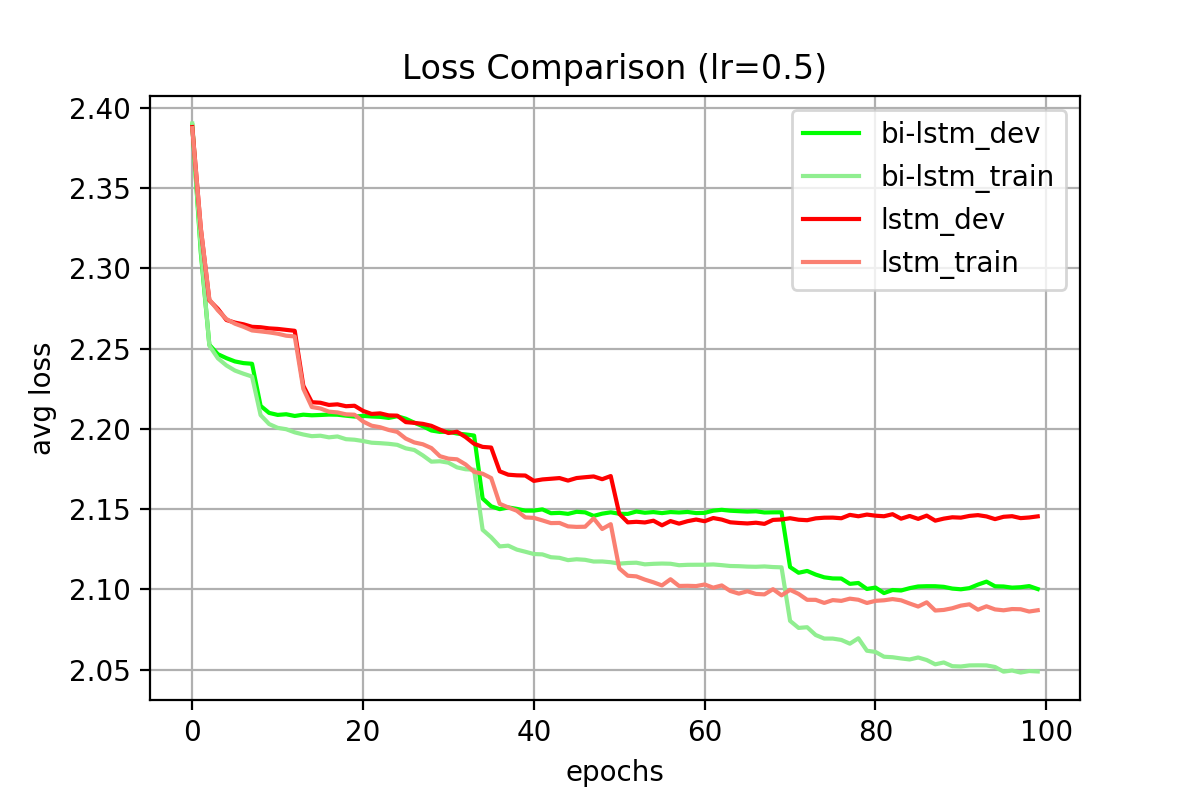 Loss Comparison (lr=0.5)
2.40
2.35
2.30
2.25
2.20
2.15
2.10
2.05
avg loss
bi-lstm_dev
bi-lstm_train
lstm_dev
lstm_train
0 20 40 60 80 100
epochs